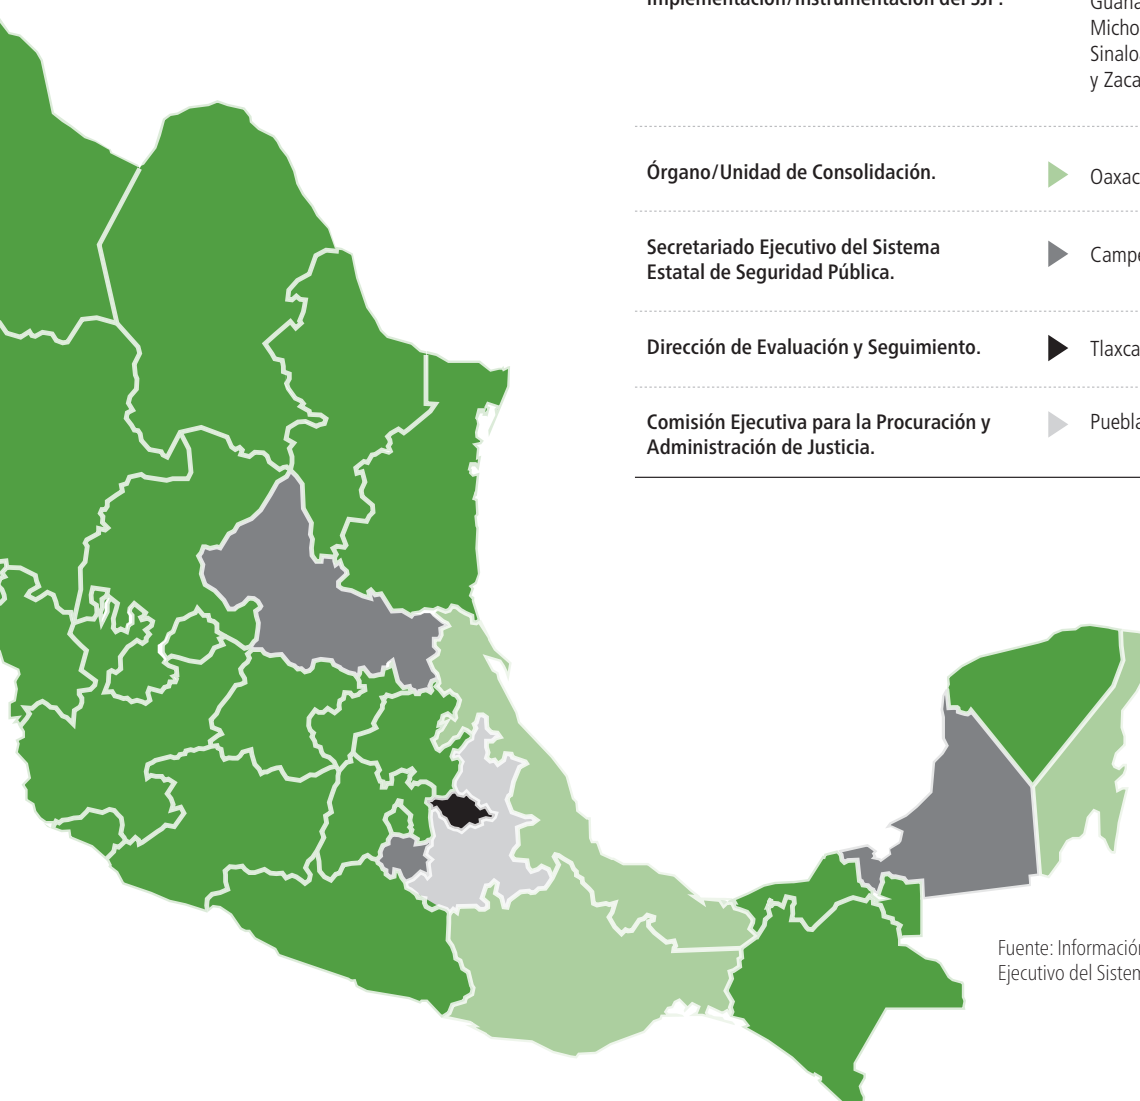 Micho
Sinalo
y Zaca
Órgano/Unidad de Consolidación.
Oaxac
Secretariado Ejecutivo del Sistema
Estatal de Seguridad Pública.
Campe
Dirección de Evaluación y Seguimiento.
Tlaxca
Comisión Ejecutiva para la Procuración y
Administración de Justicia.
Puebla
Fuente: Información
Ejecutivo del Sistem